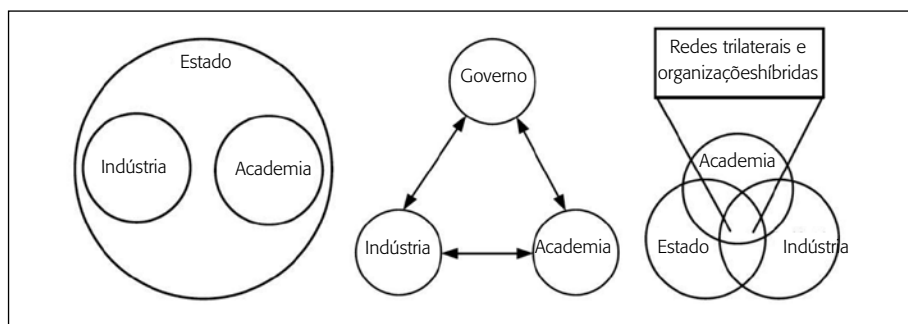 Estado
Indústria
Academia
Governo
Indústria
Academia
Redes trilaterais e
organizaçõeshíbridas
Academia
Estado
Indústria